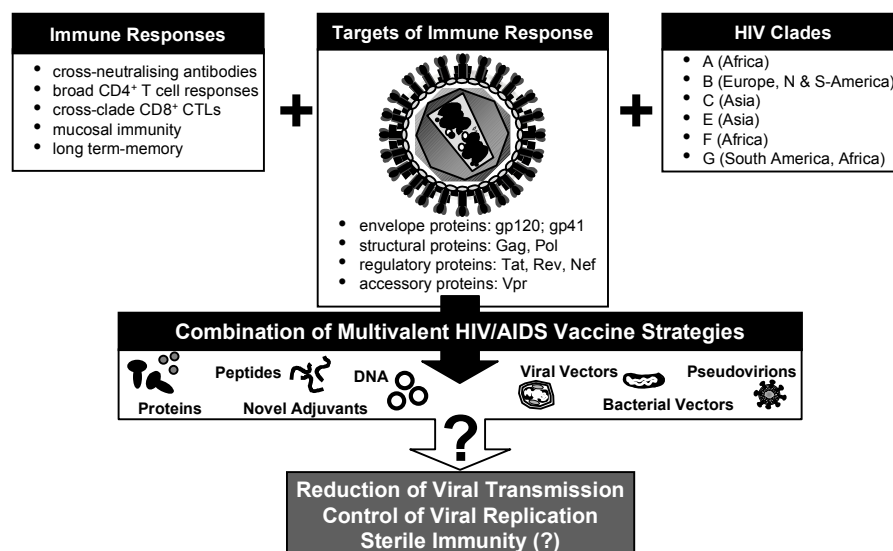 Immune Responses
• cross-neutralising antibodies
• broad CD4⁺ T cell responses
• cross-clade CD8⁺ CTLs
• mucosal immunity
• long term-memory
+
Targets of Immune Response
• envelope proteins: gp120; gp41
• structural proteins: Gag, Pol
• regulatory proteins: Tat, Rev, Nef
• accessory proteins: Vpr
+
HIV Clades
• A (Africa)
• B (Europe, N & S-America)
• C (Asia)
• E (Asia)
• F (Africa)
• G (South America, Africa)
Combination of Multivalent HIV/AIDS Vaccine Strategies
Proteins
Peptides
Novel Adjuvants
DNA
Viral Vectors
Bacterial Vectors
Pseudovirions
?
Reduction of Viral Transmission
Control of Viral Replication
Sterile Immunity (?)